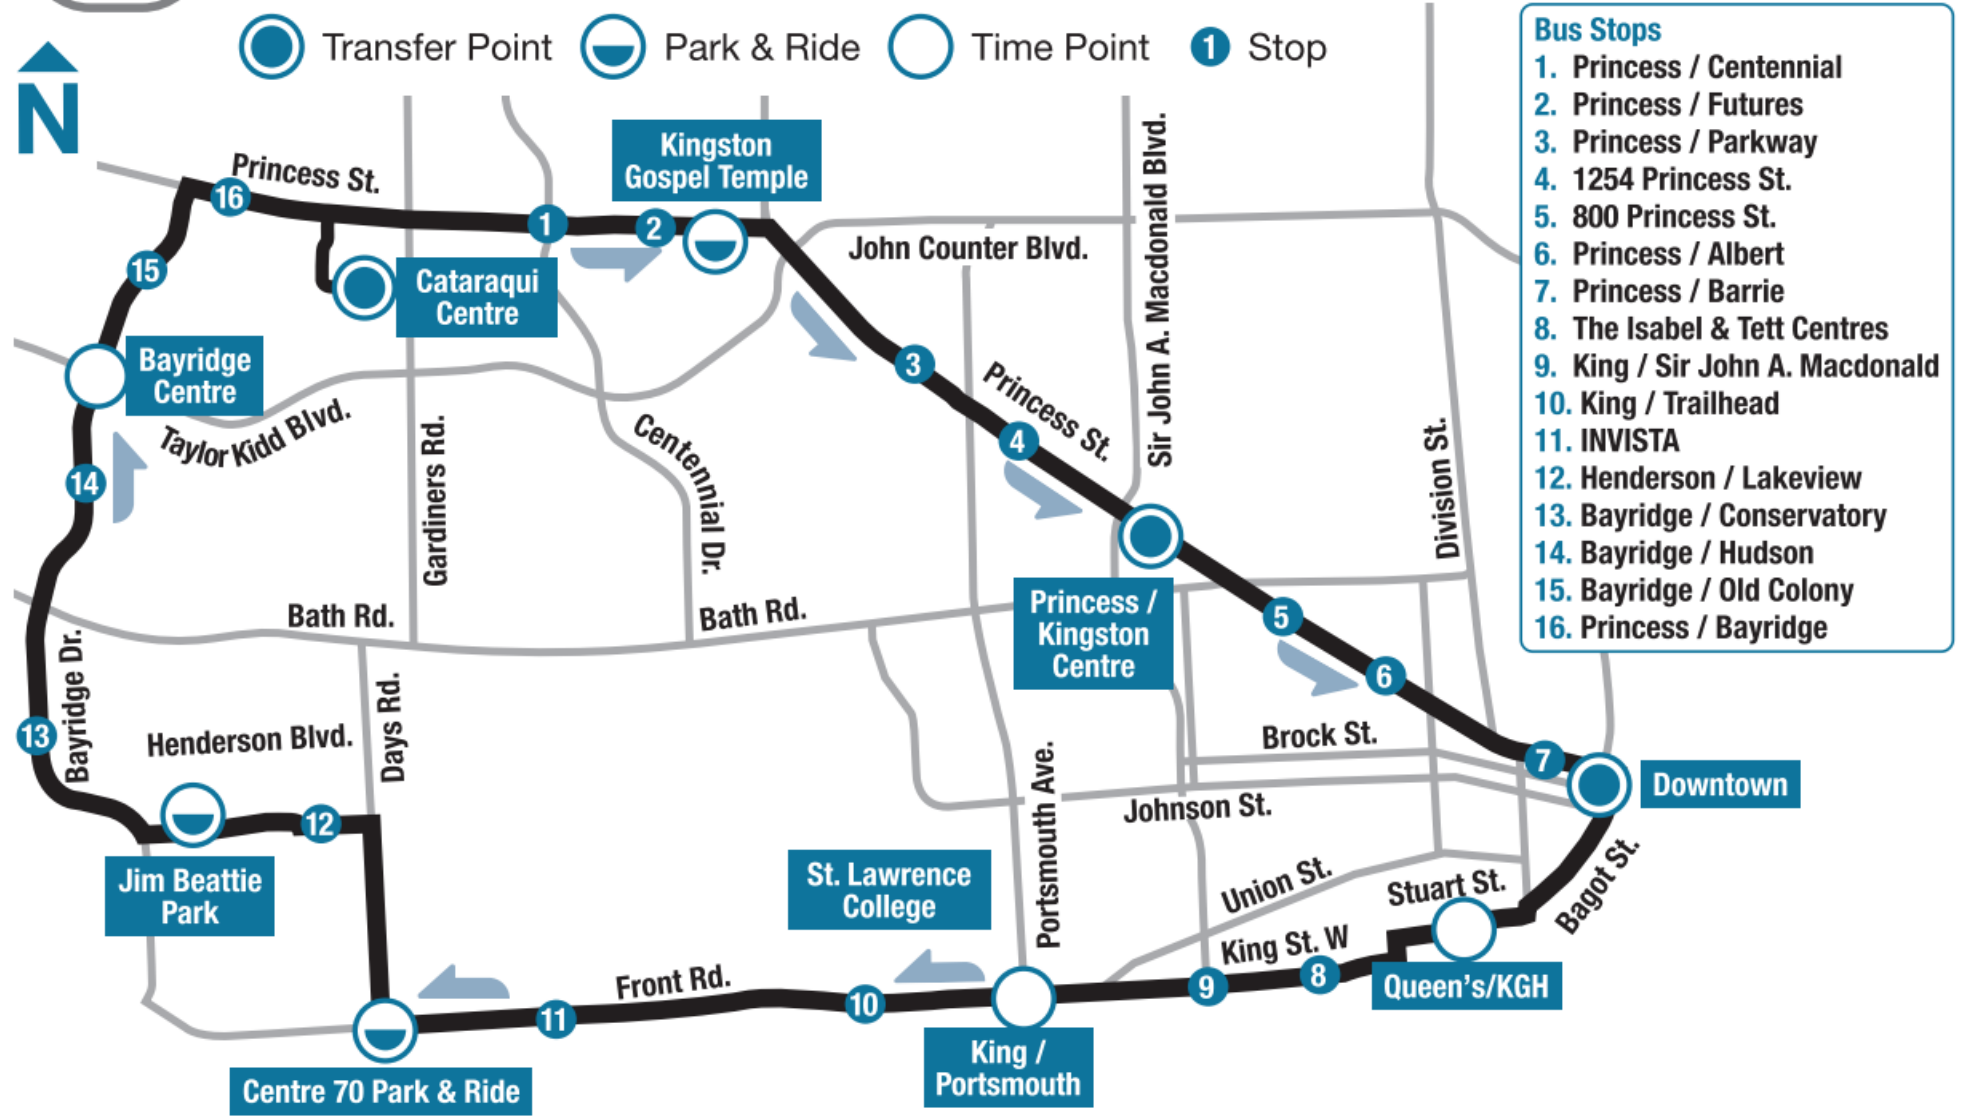 Transfer Point
Park & Ride
Time Point
1 Stop
N
Bus Stops
1. Princess / Centennial
2. Princess / Futures
3. Princess / Parkway
4. 1254 Princess St.
5. 800 Princess St.
6. Princess / Albert
7. Princess / Barrie
8. The Isabel & Tett Centres
9. King / Sir John A. Macdonald
10. King / Trailhead
11. INVISTA
12. Henderson / Lakeview
13. Bayridge / Conservatory
14. Bayridge / Hudson
15. Bayridge / Old Colony
16. Princess / Bayridge
Kingston
Gospel Temple
Princess St.
16
1
2
John Counter Blvd.
Sir John A. Macdonald Blvd.
15
Cataraqui
Centre
Bayridge
Centre
3
Princess St.
Taylor Kidd Blvd.
Gardiners Rd.
Centennial Dr.
4
Division St.
14
Bath Rd.
Bath Rd.
Princess /
Kingston
Centre
5
6
Bayridge Dr.
13
Henderson Blvd.
Days Rd.
Brock St.
7
Downtown
Portsmouth Ave.
Johnson St.
12
Jim Beattie
Park
St. Lawrence
College
Union St.
Stuart St.
Bagot St.
King St. W
Front Rd.
8
9
Queen's/KGH
10
11
King /
Portsmouth
Centre 70 Park & Ride